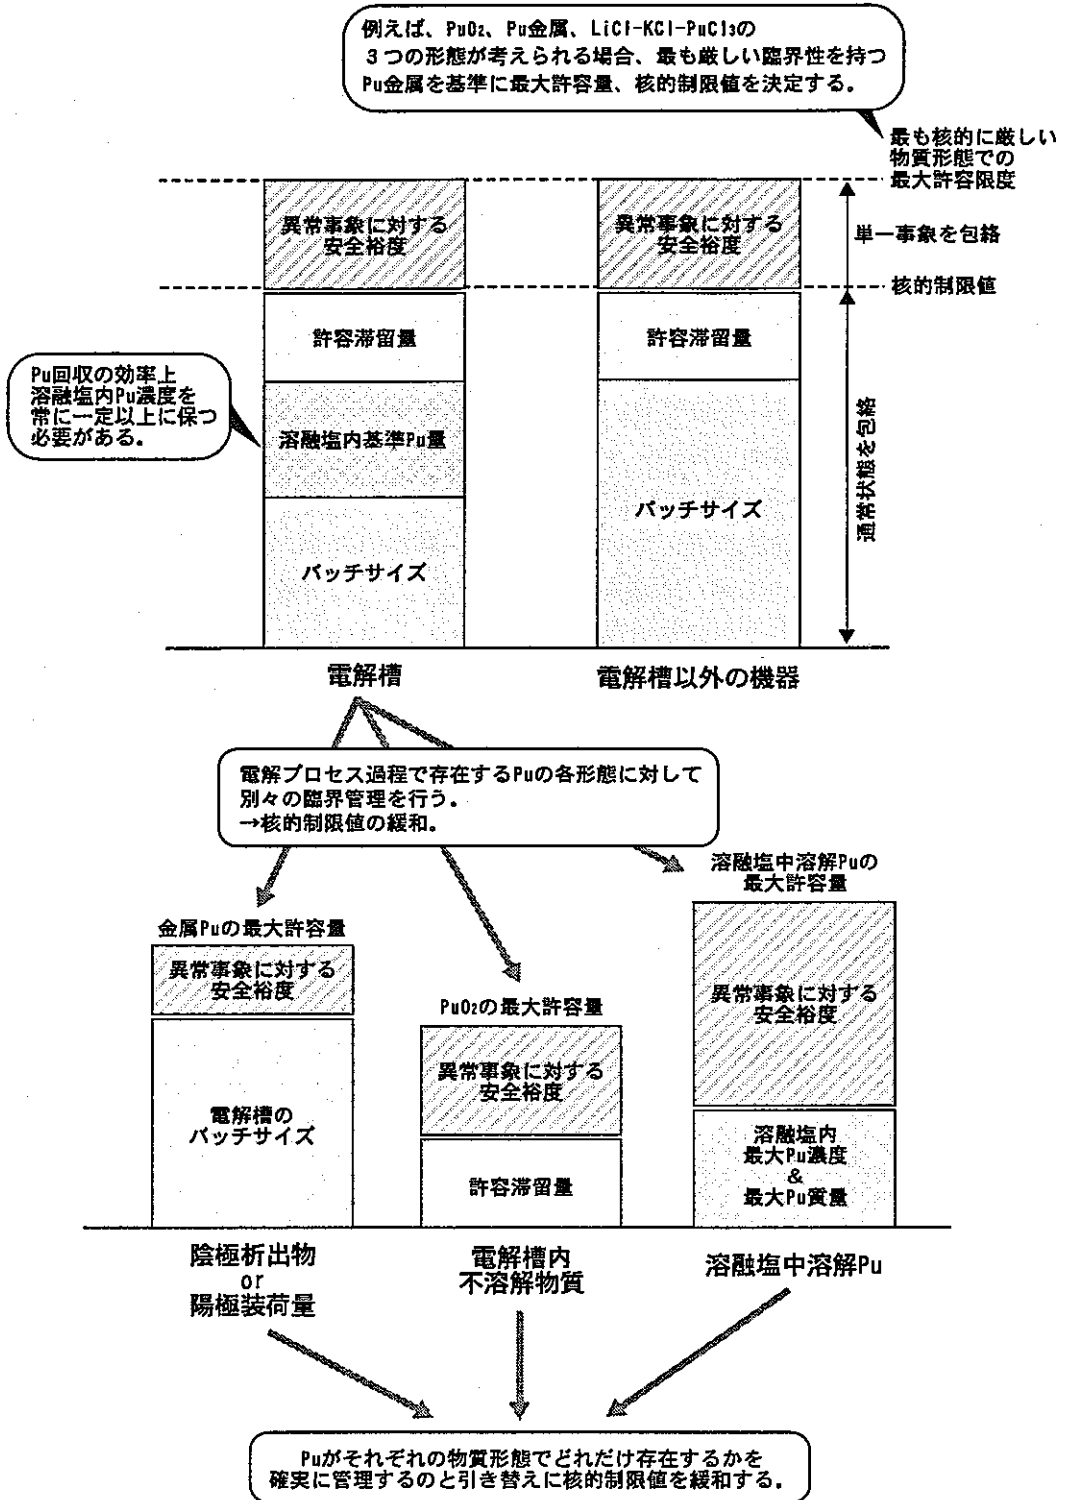 例えば、PuO₂、Pu金属、LiCl-KCl-PuCl₃の
３つの形態が考えられる場合、最も厳しい臨界性を持つ
Pu金属を基準に最大許容量、核的制限値を決定する。
最も核的に厳しい
物質形態での
最大許容限度
異常事象に対する
安全裕度
異常事象に対する
安全裕度
単一事象を包絡
核的制限値
許容滞留量
許容滞留量
Pu回収の効率上
溶融塩内Pu濃度を
常に一定以上に保つ
必要がある。
溶融塩内基準Pu量
バッチサイズ
バッチサイズ
通常状態を包絡
電解槽
電解槽以外の機器
電解プロセス過程で存在するPuの各形態に対して
別々の臨界管理を行う。
→核的制限値の緩和。
溶融塩中溶解Puの
最大許容量
金属Puの最大許容量
異常事象に対する
安全裕度
PuO₂の最大許容量
異常事象に対する
安全裕度
異常事象に対する
安全裕度
電解槽の
バッチサイズ
許容滞留量
溶融塩内
最大Pu濃度
&
最大Pu質量
陰極析出物
or
陽極装荷量
電解槽内
不溶解物質
溶融塩中溶解Pu
Puがそれぞれの物質形態でどれだけ存在するかを
確実に管理するのと引き替えに核的制限値を緩和する。